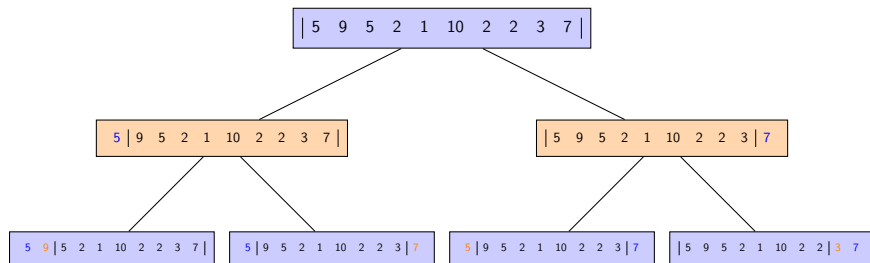 | 5 9 5 2 1 10 2 2 3 7 |
5 | 9 5 2 1 10 2 2 3 7 |
| 5 9 5 2 1 10 2 2 3 | 7
5 9 | 5 2 1 10 2 2 3 7 |
5 | 9 5 2 1 10 2 2 3 | 7
5 | 9 5 2 1 10 2 2 3 | 7
| 5 9 5 2 1 10 2 2 | 3 7